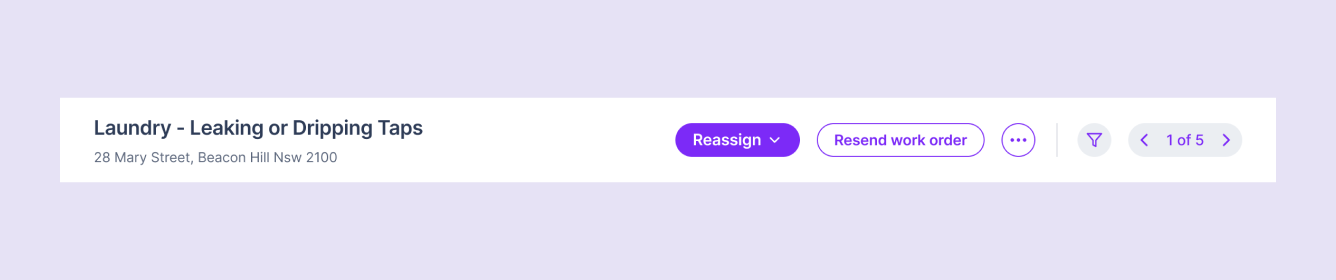 Laundry - Leaking or Dripping Taps
28 Mary Street, Beacon Hill Nsw 2100
Reassign
Resend work order
1 of 5